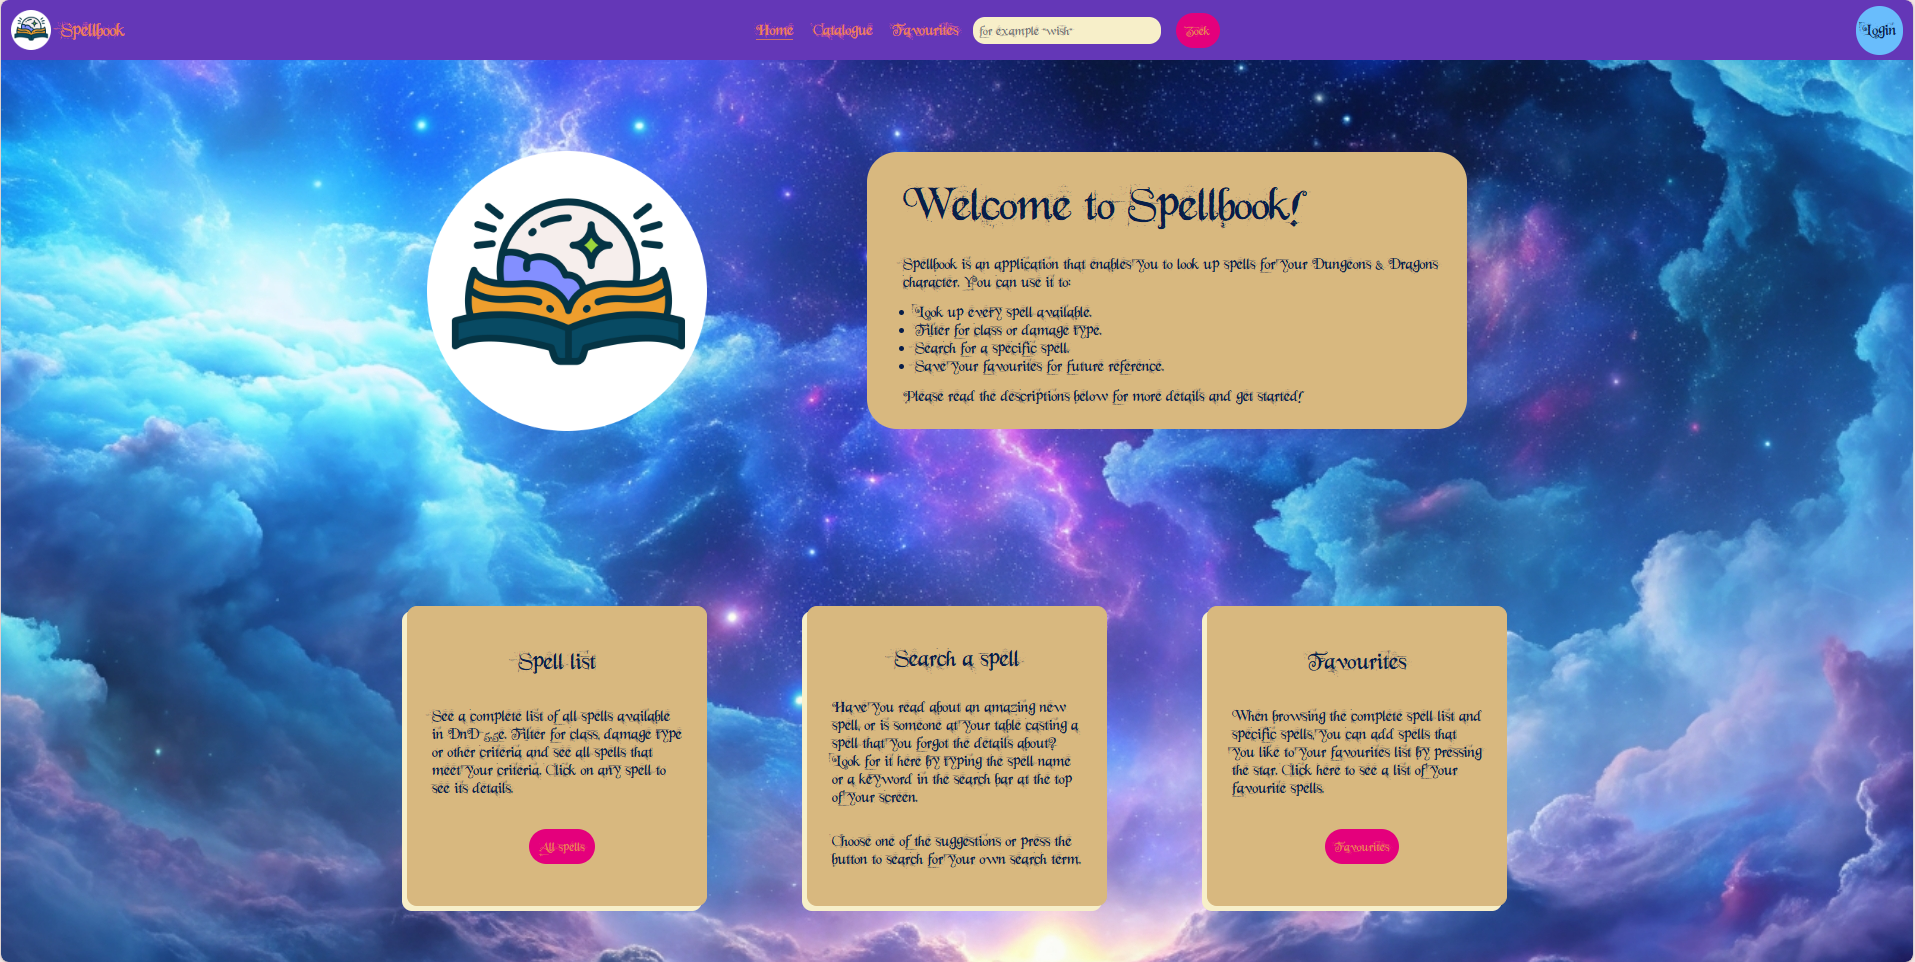 Spellbook
Home Catalogue Favourites for example "wish" Zoek
Login
Welcome to Spellbook!
Spellbook is an application that enables you to look up spells for your Dungeons & Dragons
character. You can use it to:
Look up every spell available.
Filter for class or damage type.
Search for a specific spell.
Save your favourites for future reference.
Please read the descriptions below for more details and get started!
Spell list
See a complete list of all spells available
in DnD 5e. Filter for class, damage type
or other criteria and see all spells that
meet your criteria. Click on any spell to
see its details.
All spells
Search a spell
Have you read about an amazing new
spell, or is someone at your table casting a
spell that you forgot the details about?
Look for it here by typing the spell name
or a keyword in the search bar at the top
of your screen.
Choose one of the suggestions or press the
button to search for your own search term.
Favourites
When browsing the complete spell list and
specific spells, you can add spells that
you like to your favourites list by pressing
the star. Click here to see a list of your
favourite spells.
Favourites